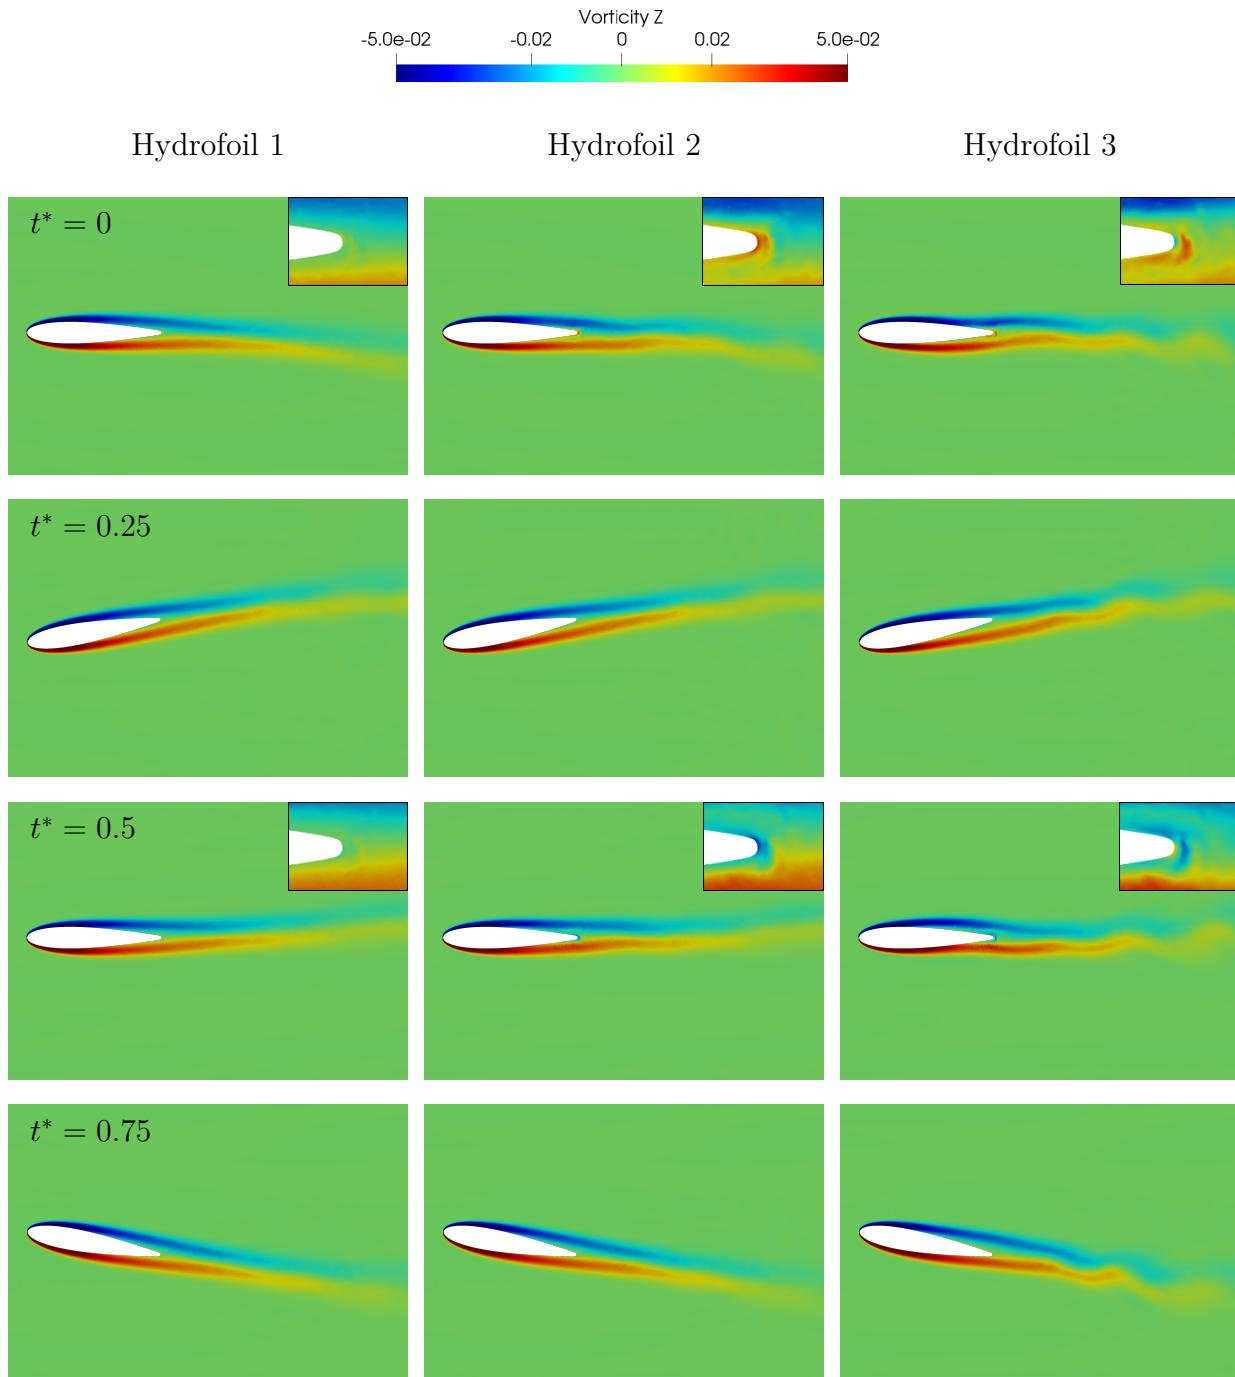 Vorticity Z
-5.0e-02 -0.02 0 0.02 5.0e-02
Hydrofoil 1 Hydrofoil 2 Hydrofoil 3
t* = 0
t* = 0.25
t* = 0.5
t* = 0.75